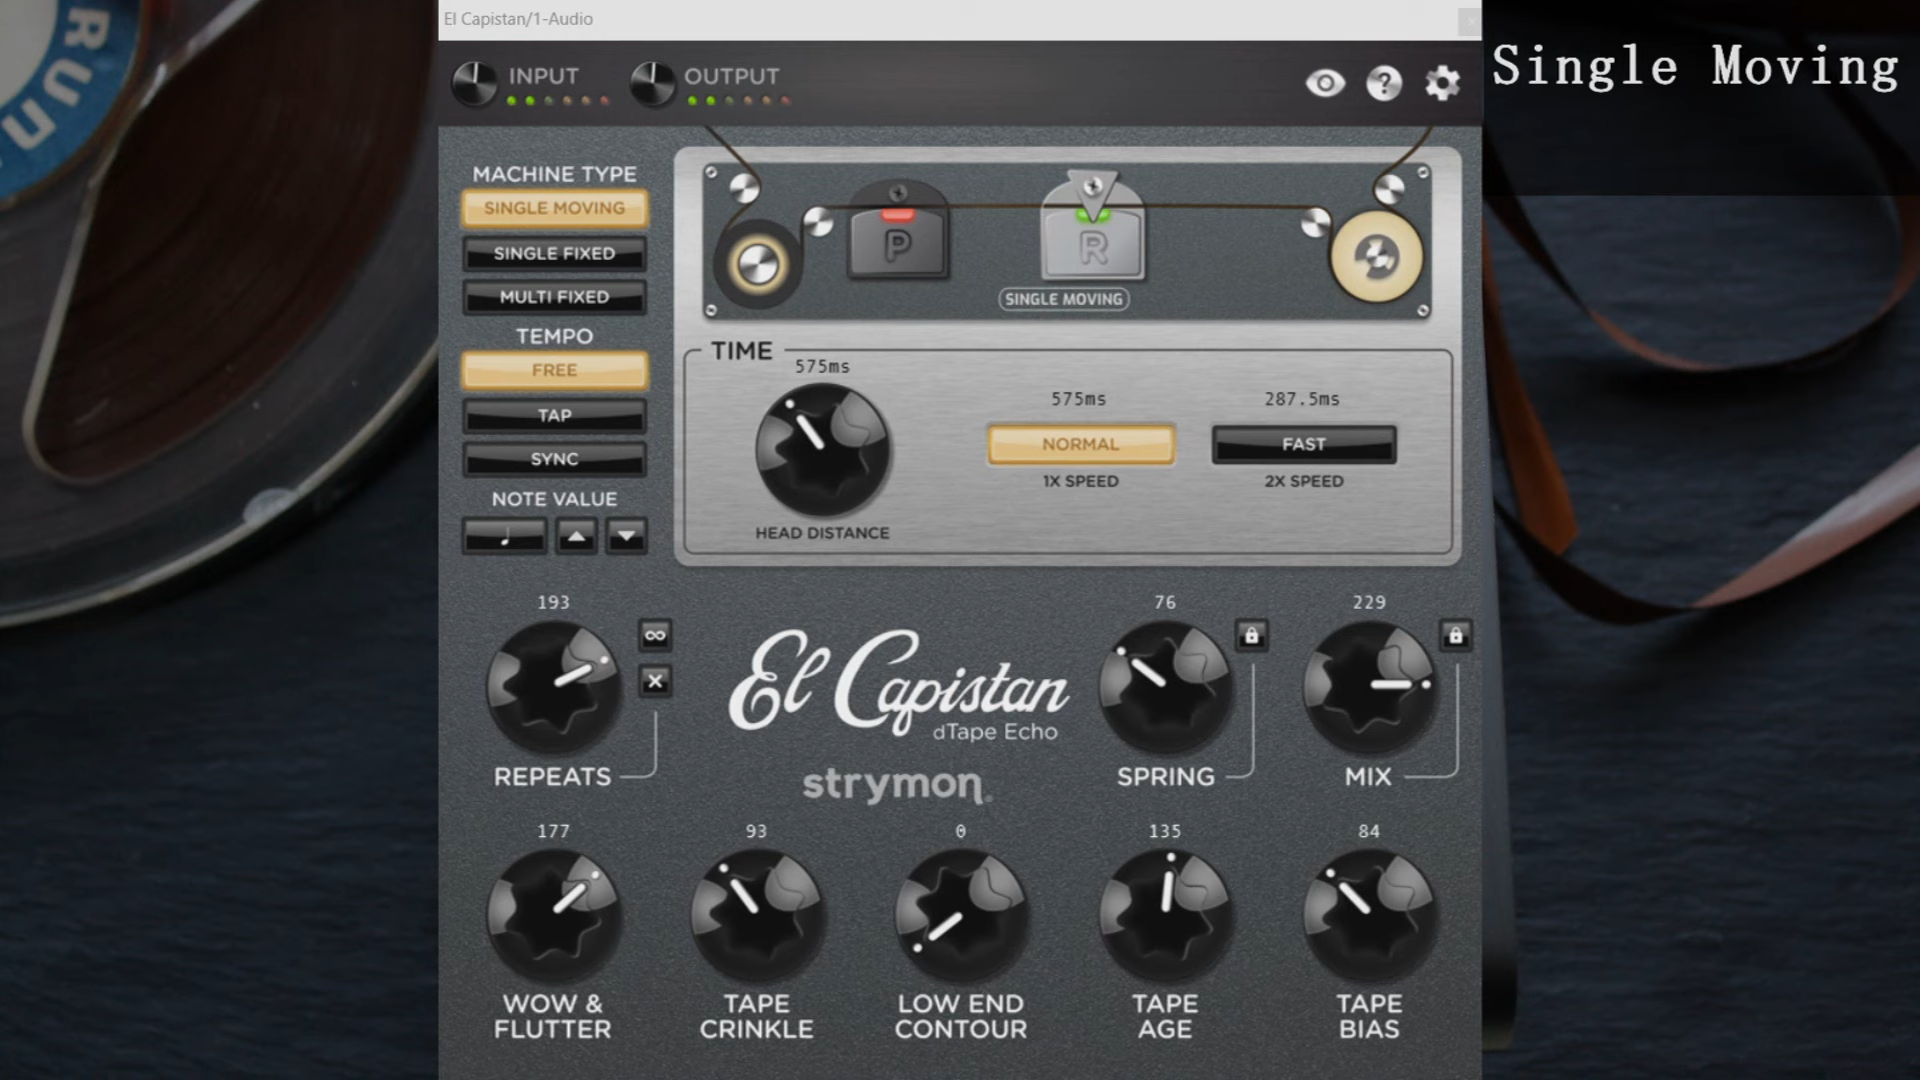 El Capistan/1-Audio
INPUT
OUTPUT
?
Single Moving
RUN
MACHINE TYPE
SINGLE MOVING
SINGLE FIXED
MULTI FIXED
P
R
SINGLE MOVING
TEMPO
FREE
TAP
SYNC
NOTE VALUE
TIME
575ms
HEAD DISTANCE
575ms
NORMAL
1X SPEED
287.5ms
FAST
2X SPEED
193
REPEATS
El Capistan
dTape Echo
strymon®
76
SPRING
229
MIX
177
WOW &
FLUTTER
93
TAPE
CRINKLE
0
LOW END
CONTOUR
135
TAPE
AGE
84
TAPE
BIAS